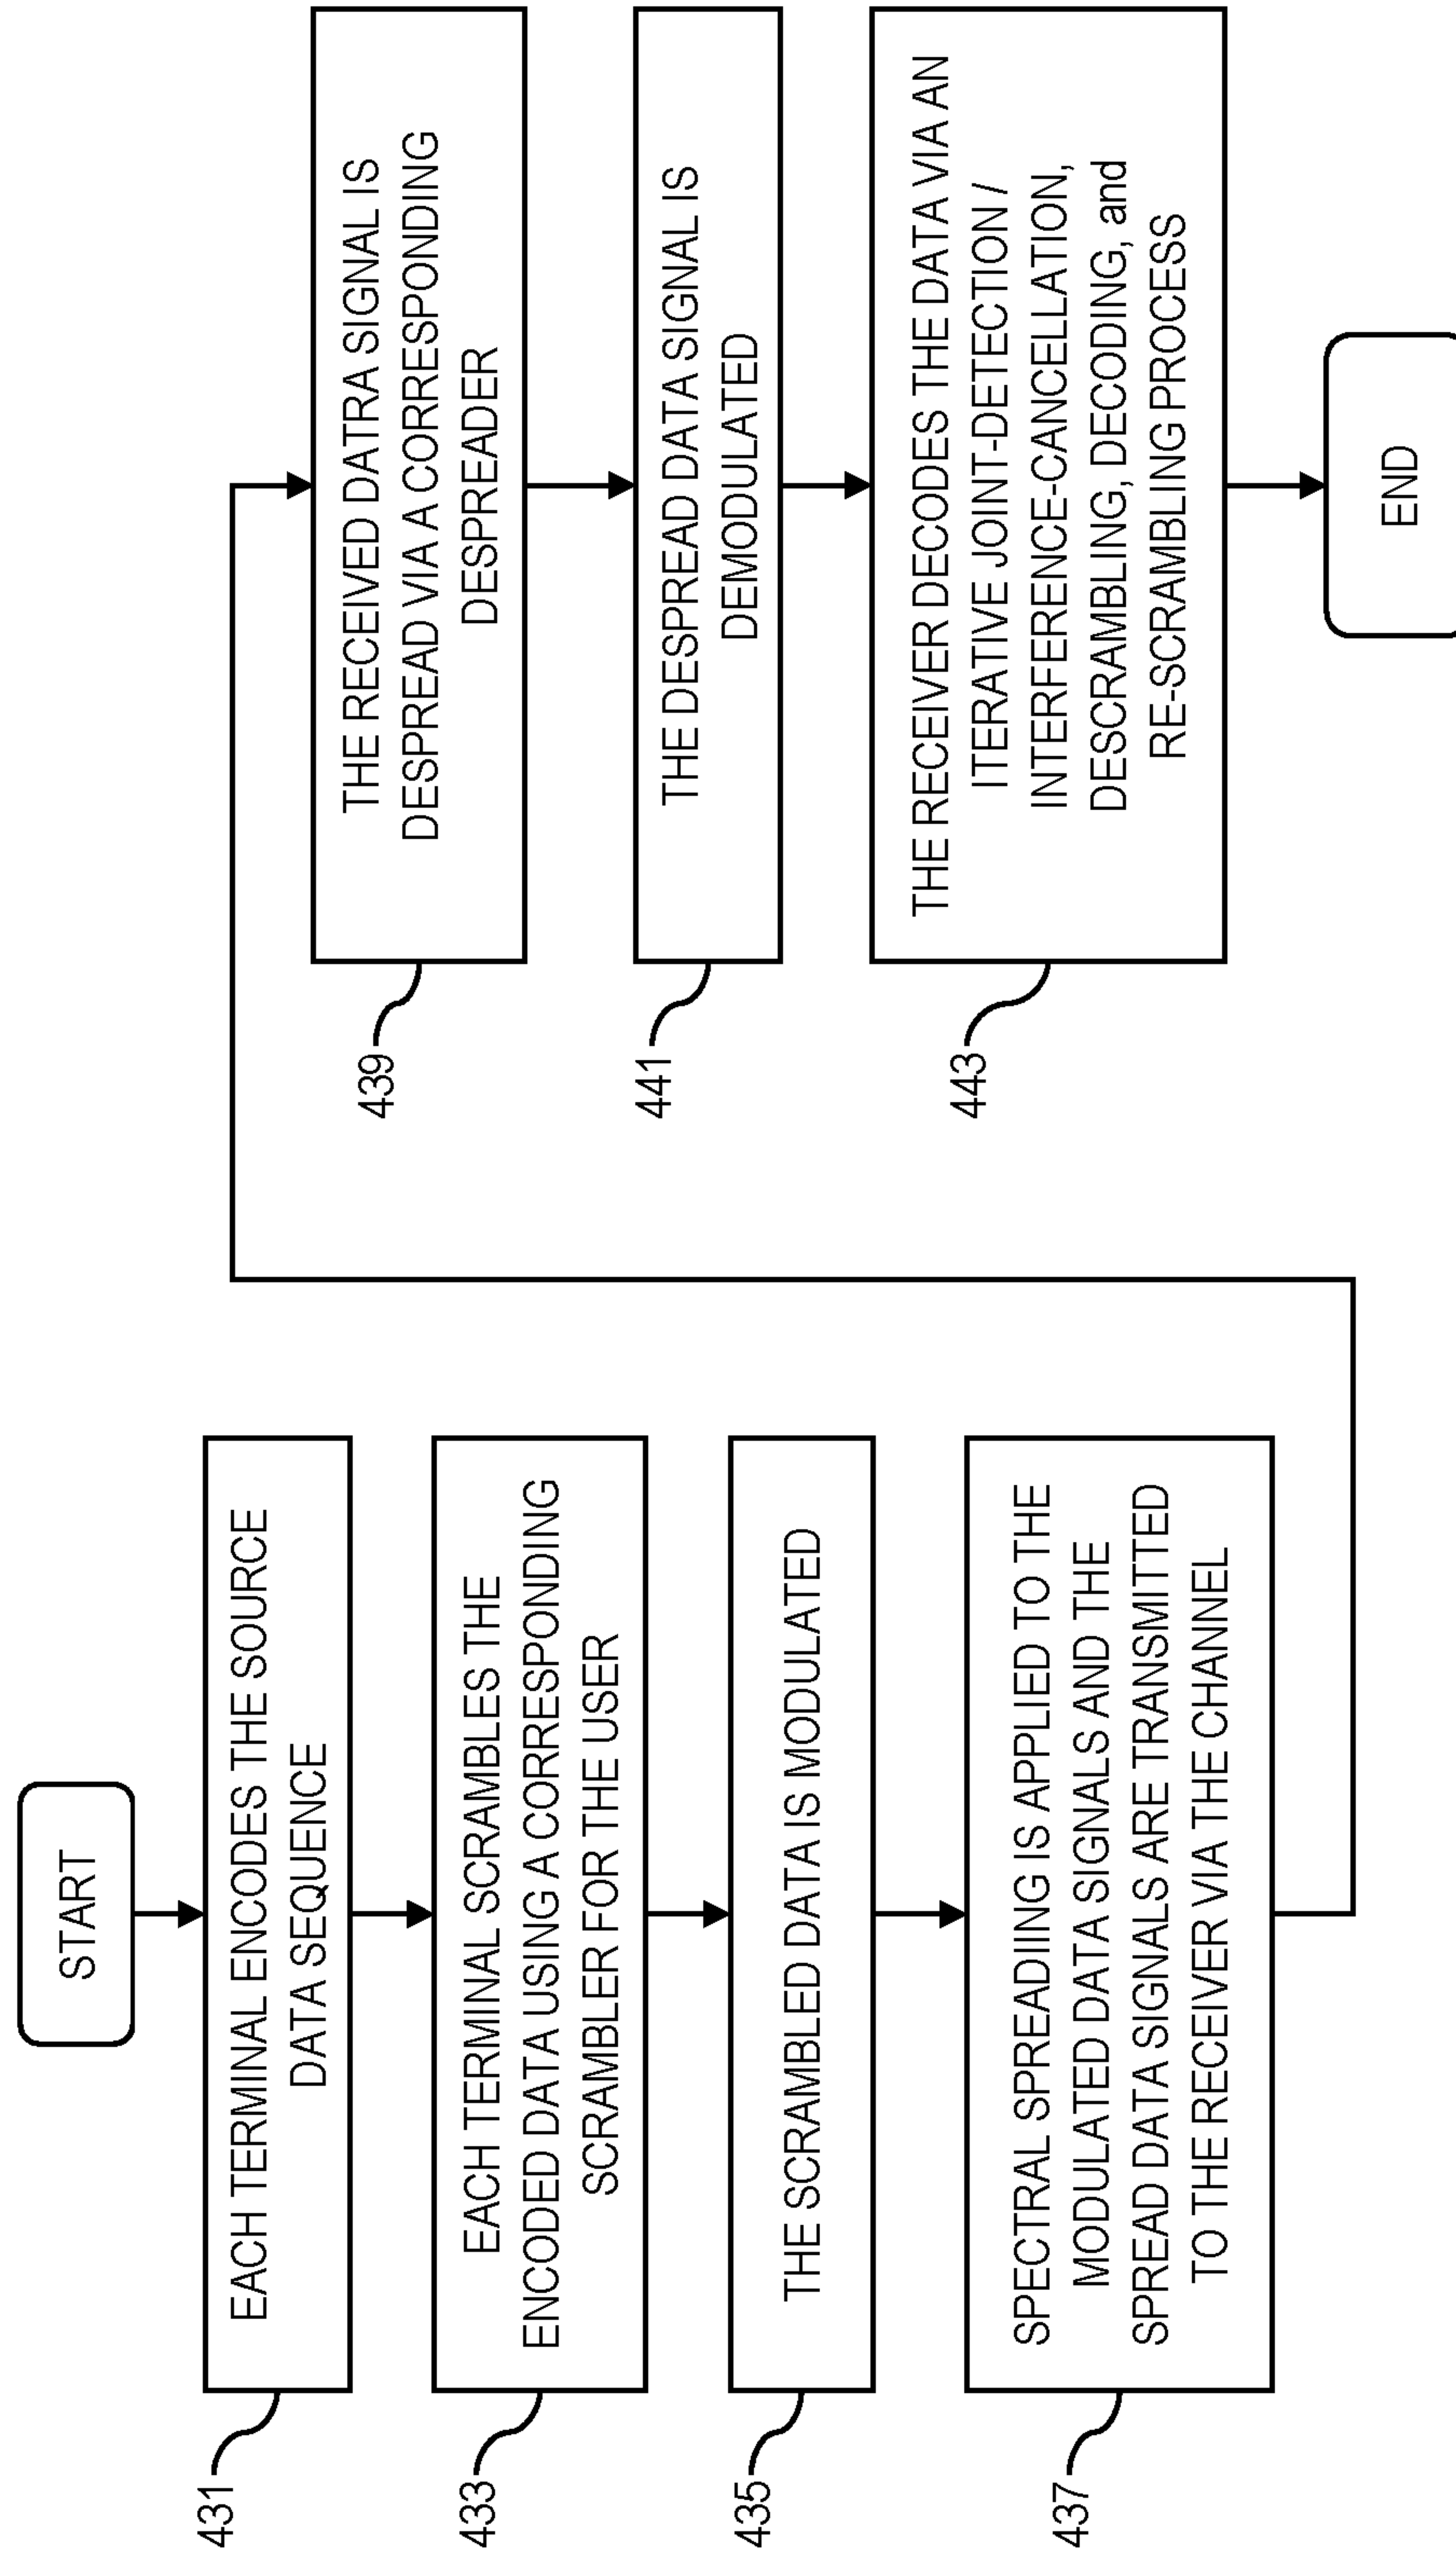 START
431
EACH TERMINAL ENCODES THE SOURCE
DATA SEQUENCE
433
EACH TERMINAL SCRAMBLES THE
ENCODED DATA USING A CORRESPONDING
SCRAMBLER FOR THE USER
435
THE SCRAMBLED DATA IS MODULATED
437
SPECTRAL SPREADIING IS APPLIED TO THE
MODULATED DATA SIGNALS AND THE
SPREAD DATA SIGNALS ARE TRANSMITTED
TO THE RECEIVER VIA THE CHANNEL
439
THE RECEIVED DATRA SIGNAL IS
DESPREAD VIA A CORRESPONDING
DESPREADER
441
THE DESPREAD DATA SIGNAL IS
DEMODULATED
443
THE RECEIVER DECODES THE DATA VIA AN
ITERATIVE JOINT-DETECTION /
INTERFERENCE-CANCELLATION,
DESCRAMBLING, DECODING, and
RE-SCRAMBLING PROCESS
END